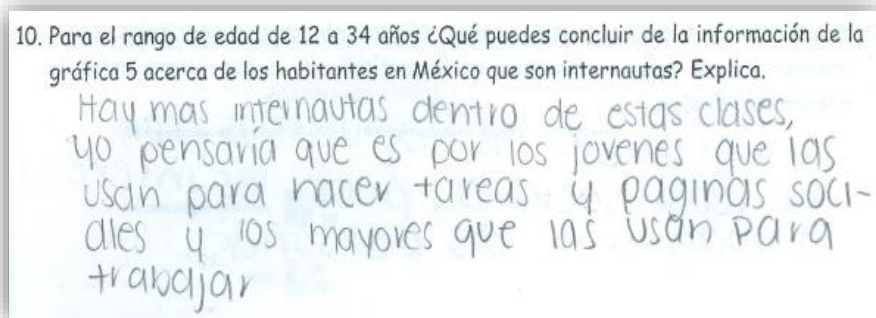 10. Para el rango de edad de 12 a 34 años ¿Qué puedes concluir de la información de la
gráfica 5 acerca de los habitantes en México que son internautas? Explica.
Hay mas internautas dentro de estas clases,
yo pensaría que es por los jovenes que las
usan para hacer tareas y paginas soci-
ales y los mayores que las usan para
trabajar